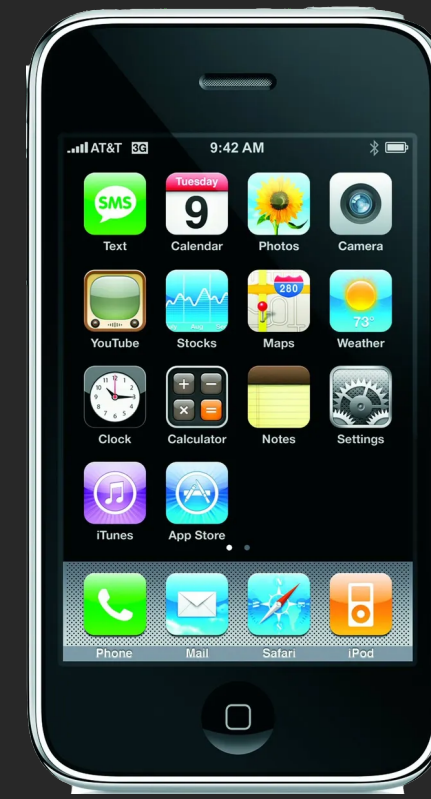 AT&T 3G 9:42 AM
Tuesday
SMS 9 280 73°
Text Calendar Photos Camera
YouTube Stocks Maps Weather
Clock Calculator Notes Settings
iTunes App Store
Phone Mail Safari iPod